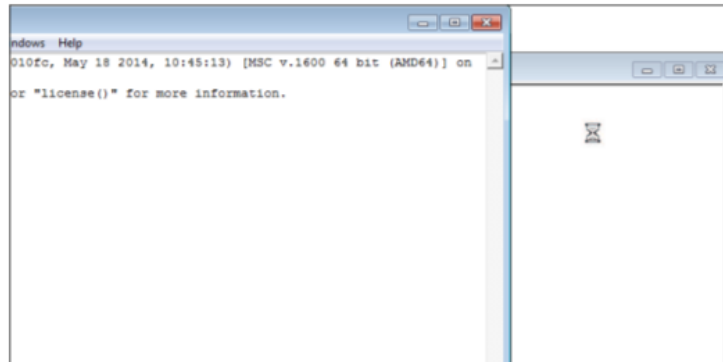 ndows Help
010fc, May 18 2014, 10:45:13) [MSC v.1600 64 bit (AMD64)] on
or "license()" for more information.